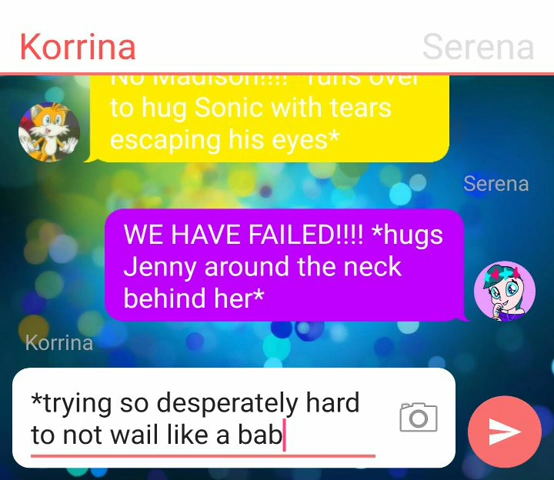 Korrina
Serena
No Madison!!!! *runs over
to hug Sonic with tears
escaping his eyes*
Serena
WE HAVE FAILED!!!! *hugs
Jenny around the neck
behind her*
Korrina
*trying so desperately hard
to not wail like a bab